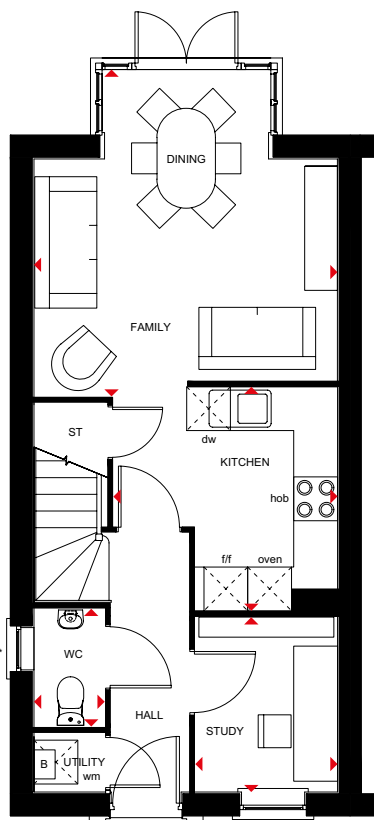 DINING
FAMILY
ST
dw
KITCHEN
hob
f/f oven
WC
HALL
STUDY
B UTILITY
wm